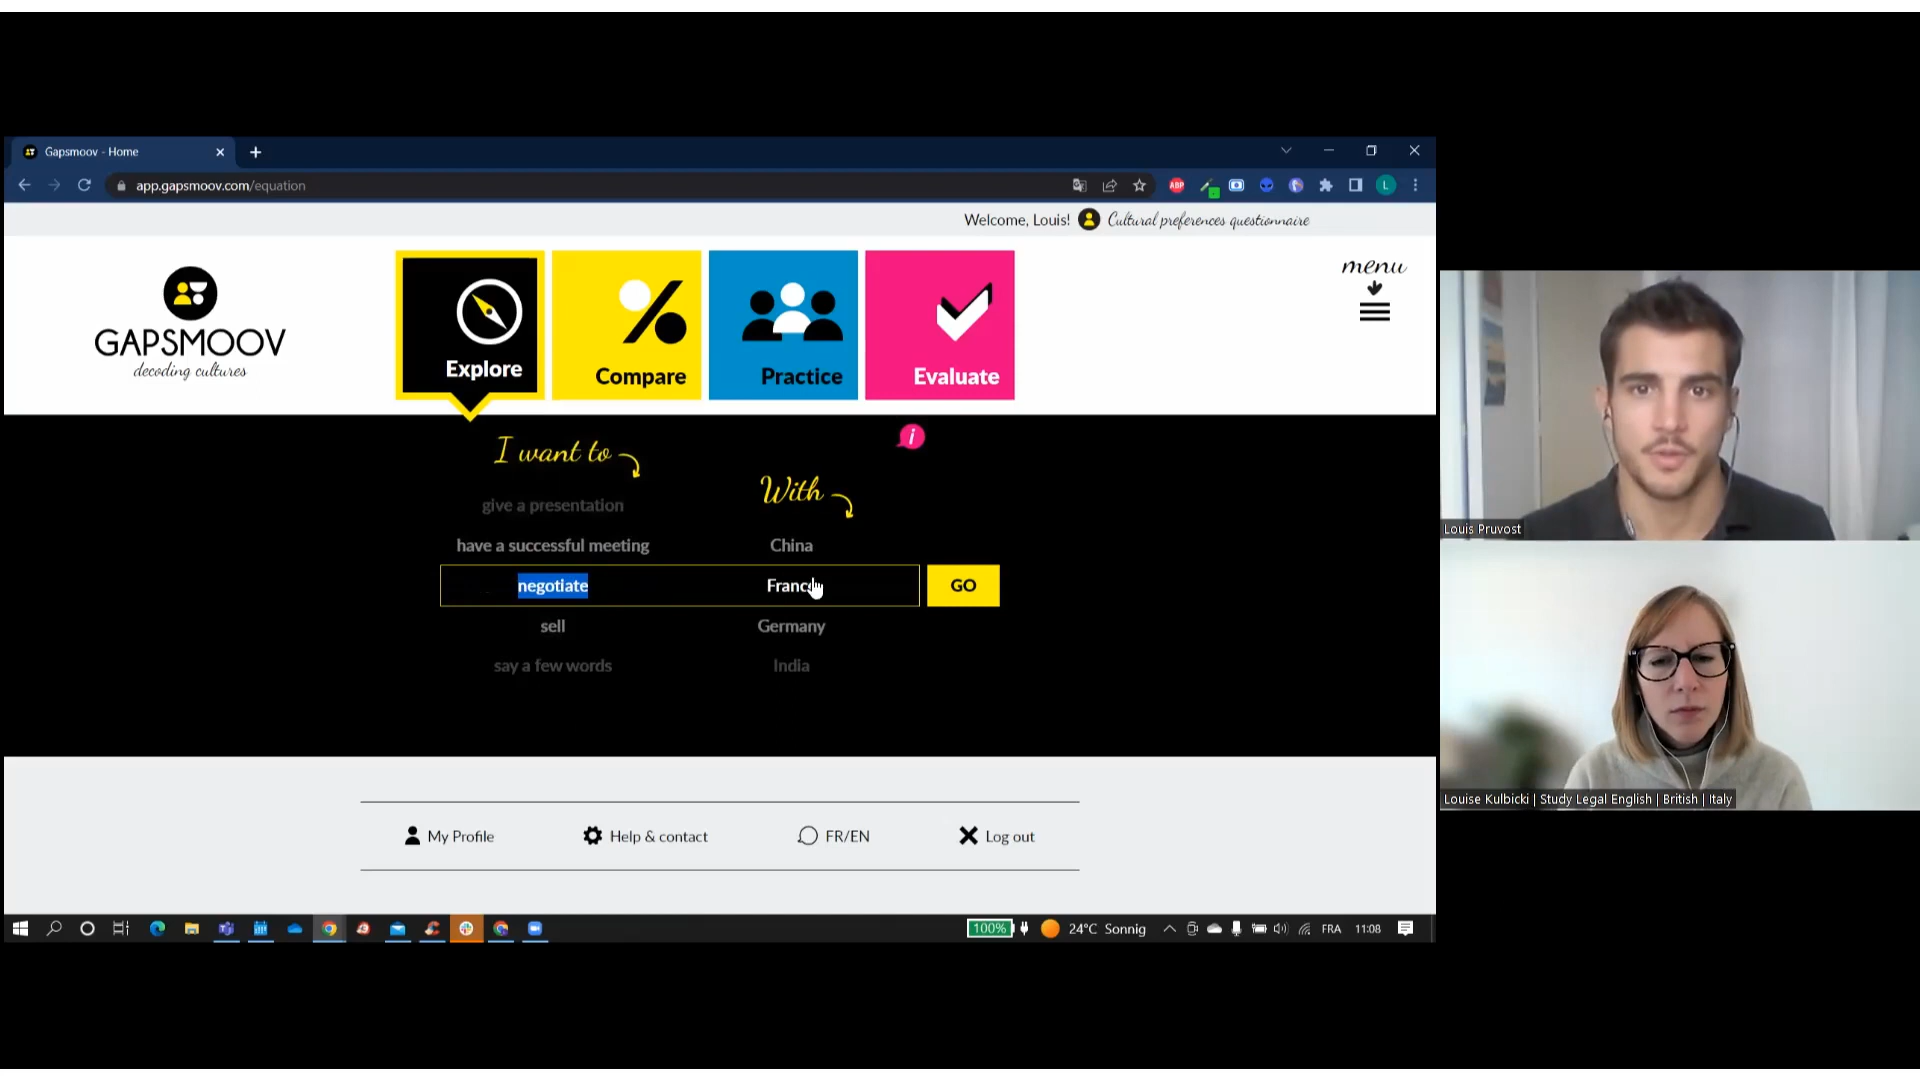 Gapsmoov - Home
app.gapsmoov.com/equation
ABP
L
Welcome, Louis! Cultural preferences questionnaire
GAPSMOOV
decoding cultures
Explore
Compare
Practice
Evaluate
menu
i
I want to
With
give a presentation
have a successful meeting
China
negotiate
Franc
GO
sell
Germany
say a few words
India
My Profile
Help & contact
FR/EN
Log out
100%
24°C Sonnig
FRA
11:08
Louis Pruvost
Louise Kulbicki | Study Legal English | British | Italy